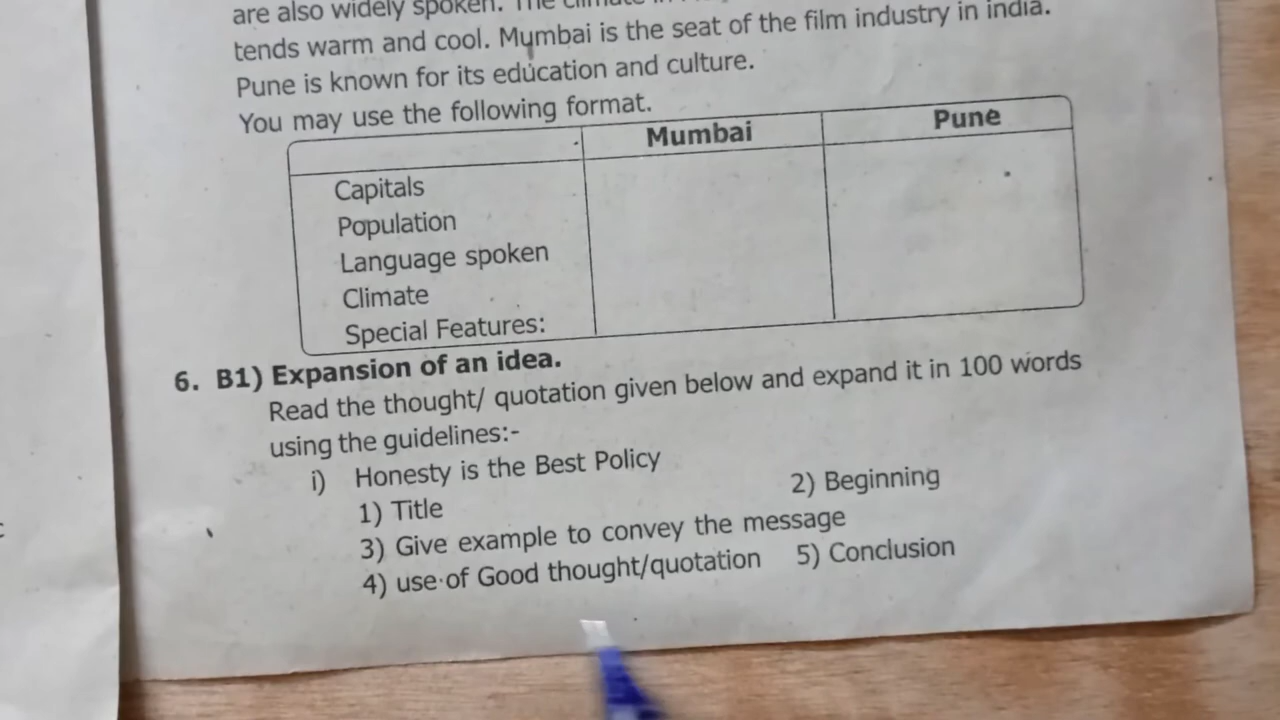 are also widely spoken. The climate in
tends warm and cool. Mumbai is the seat of the film industry in india.
Pune is known for its education and culture.
You may use the following format.
Mumbai Pune
Capitals
Population
Language spoken
Climate
Special Features:
6. B1) Expansion of an idea.
Read the thought/ quotation given below and expand it in 100 words
using the guidelines:-
i) Honesty is the Best Policy
1) Title 2) Beginning
3) Give example to convey the message
4) use of Good thought/quotation 5) Conclusion